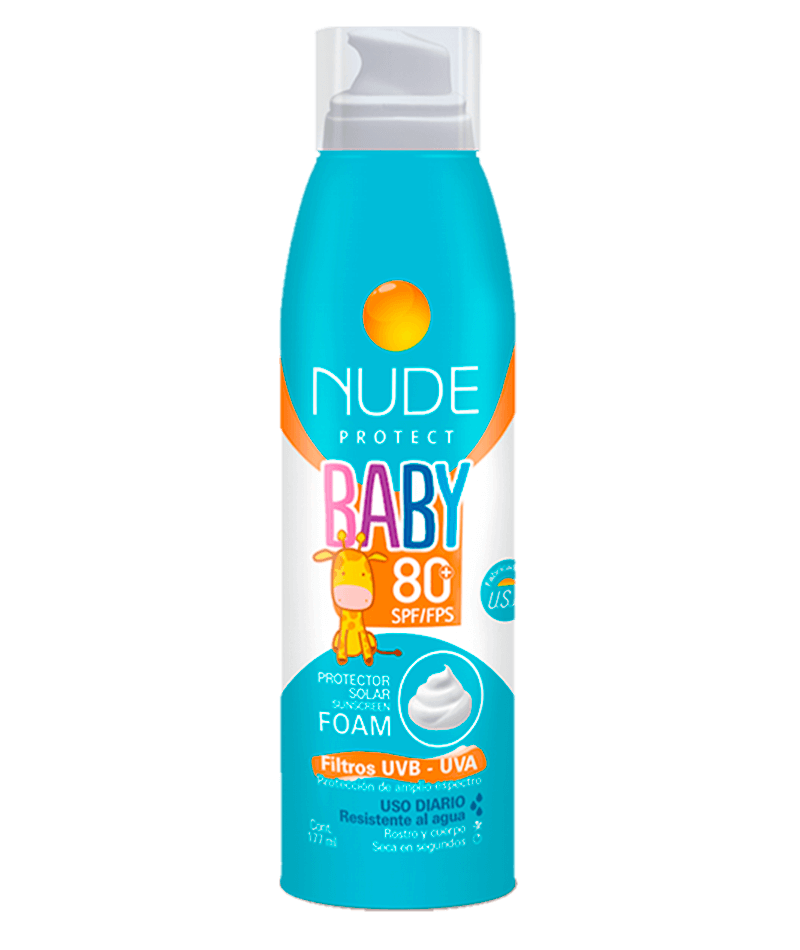 NUDE
PROTECT
BABY
80+
SPF/FPS
U.S.
PROTECTOR
SOLAR
SUNSCREEN
FOAM
Filtros UVB - UVA
Protección de amplio espectro
USO DIARIO
Resistente al agua
Rostro y cuerpo
Seca en segundos
Cont.
177 ml